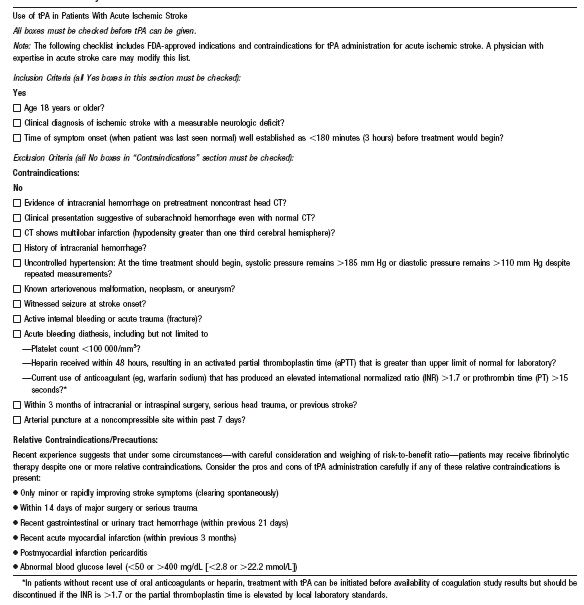 Use of tPA in Patients With Acute Ischemic Stroke
All boxes must be checked before tPA can be given.
Note: The following checklist includes FDA-approved indications and contraindications for tPA administration for acute ischemic stroke. A physician with
expertise in acute stroke care may modify this list.
Inclusion Criteria (all Yes boxes in this section must be checked):
Yes
☐ Age 18 years or older?
☐ Clinical diagnosis of ischemic stroke with a measurable neurologic deficit?
☐ Time of symptom onset (when patient was last seen normal) well established as <180 minutes (3 hours) before treatment would begin?
Exclusion Criteria (all No boxes in "Contraindications" section must be checked):
Contraindications:
No
☐ Evidence of intracranial hemorrhage on pretreatment noncontrast head CT?
☐ Clinical presentation suggestive of subarachnoid hemorrhage even with normal CT?
☐ CT shows multilobar infarction (hypodensity greater than one third cerebral hemisphere)?
☐ History of intracranial hemorrhage?
☐ Uncontrolled hypertension: At the time treatment should begin, systolic pressure remains >185 mm Hg or diastolic pressure remains >110 mm Hg despite
repeated measurements?
☐ Known arteriovenous malformation, neoplasm, or aneurysm?
☐ Witnessed seizure at stroke onset?
☐ Active internal bleeding or acute trauma (fracture)?
☐ Acute bleeding diathesis, including but not limited to
—Platelet count <100 000/mm³?
—Heparin received within 48 hours, resulting in an activated partial thromboplastin time (aPTT) that is greater than upper limit of normal for laboratory?
—Current use of anticoagulant (eg, warfarin sodium) that has produced an elevated international normalized ratio (INR) >1.7 or prothrombin time (PT) >15
seconds?*
☐ Within 3 months of intracranial or intraspinal surgery, serious head trauma, or previous stroke?
☐ Arterial puncture at a noncompressible site within past 7 days?
Relative Contraindications/Precautions:
Recent experience suggests that under some circumstances—with careful consideration and weighing of risk-to-benefit ratio—patients may receive fibrinolytic
therapy despite one or more relative contraindications. Consider the pros and cons of tPA administration carefully if any of these relative contraindications is
present:
● Only minor or rapidly improving stroke symptoms (clearing spontaneously)
● Within 14 days of major surgery or serious trauma
● Recent gastrointestinal or urinary tract hemorrhage (within previous 21 days)
● Recent acute myocardial infarction (within previous 3 months)
● Postmyocardial infarction pericarditis
● Abnormal blood glucose level (<50 or >400 mg/dL [<2.8 or >22.2 mmol/L])
*In patients without recent use of oral anticoagulants or heparin, treatment with tPA can be initiated before availability of coagulation study results but should be
discontinued if the INR is >1.7 or the partial thromboplastin time is elevated by local laboratory standards.